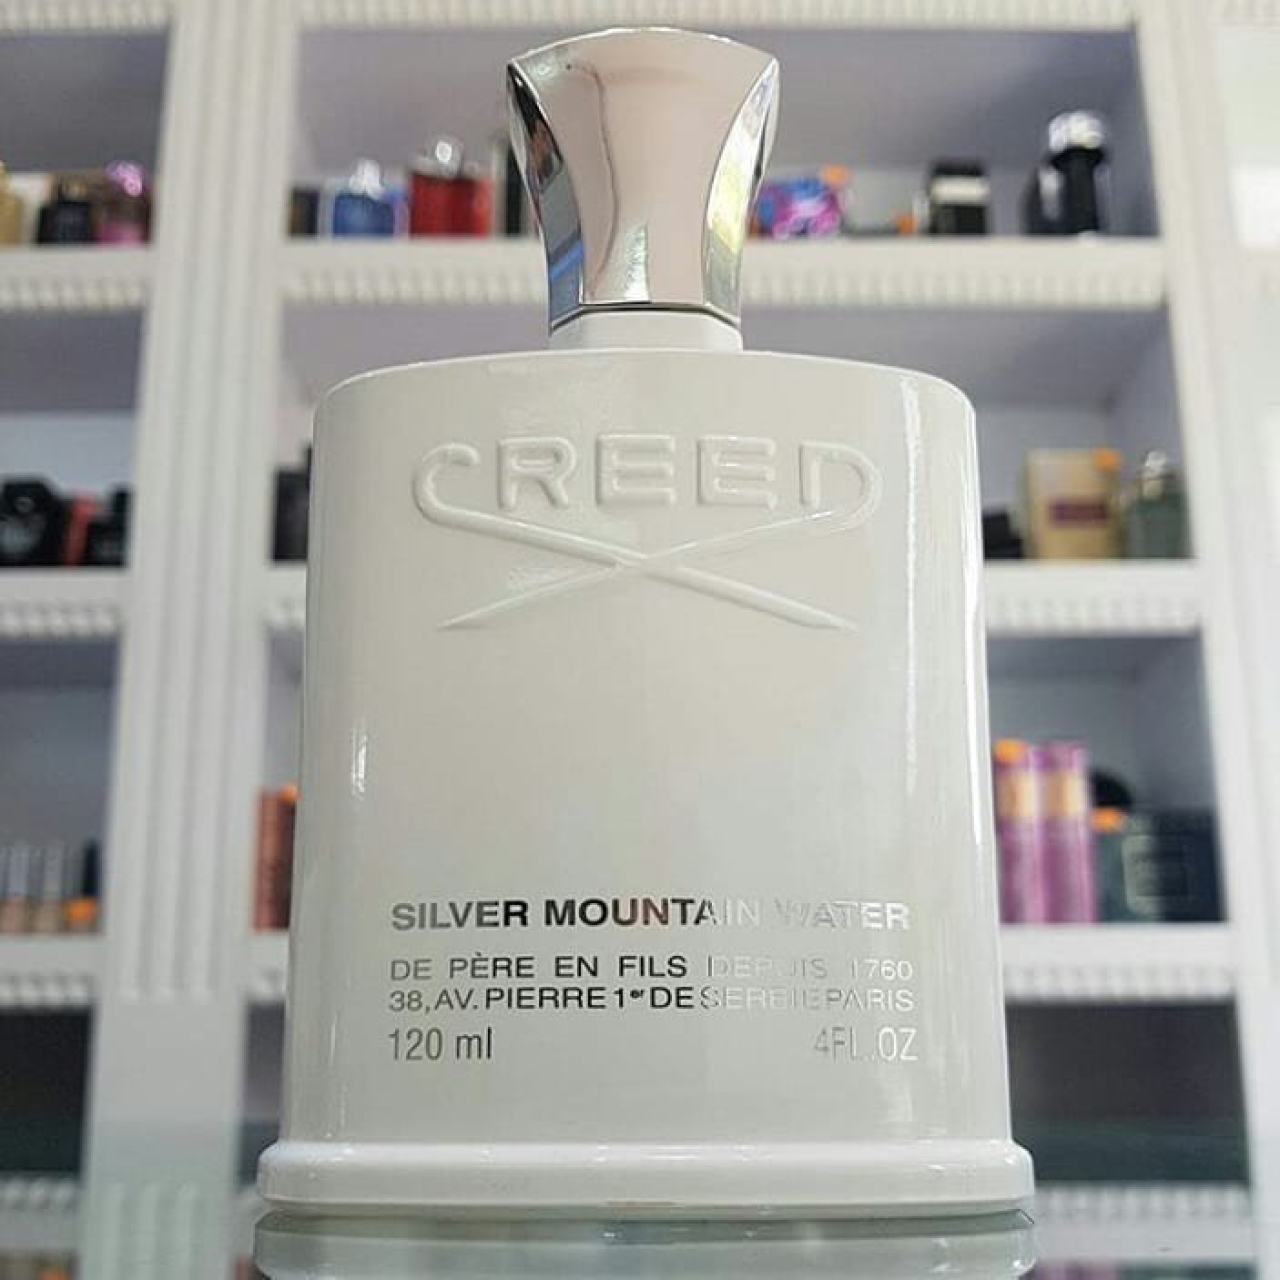 CREED
SILVER MOUNTAIN WATER
DE PÈRE EN FILS DEPUIS 1760
38, AV. PIERRE 1er DE SERBIE PARIS
120 ml 4FL.OZ